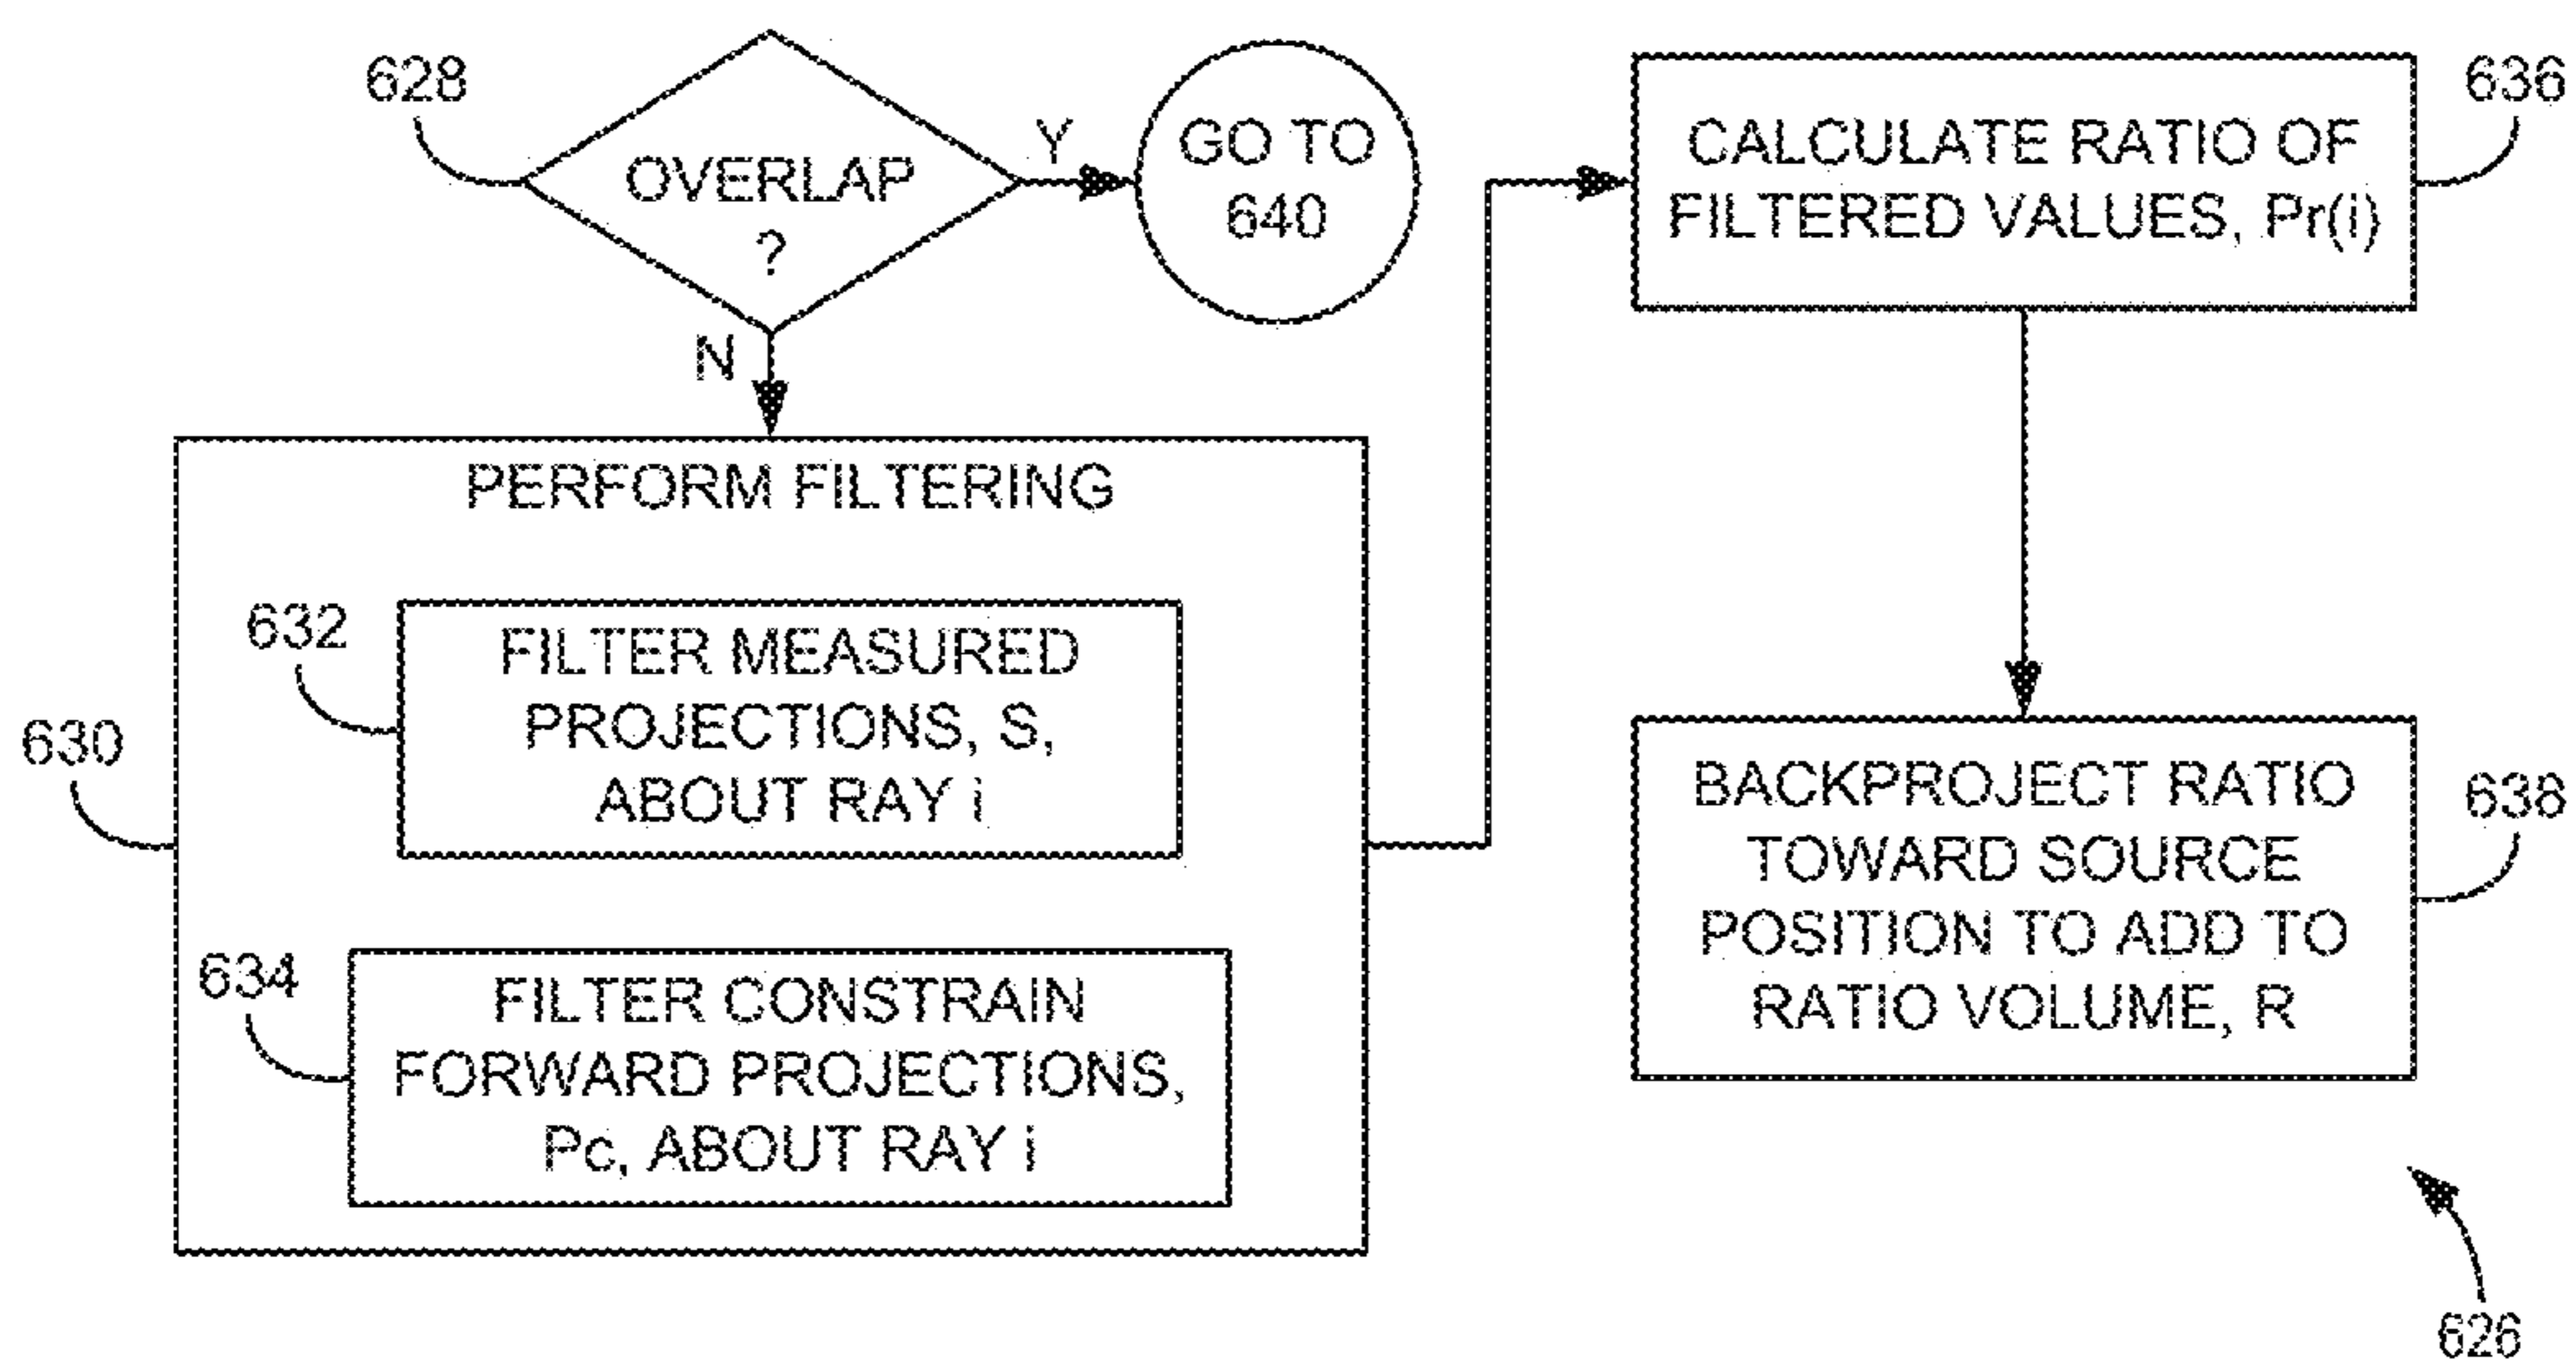 628
OVERLAP
?
Y
N
GO TO
640
PERFORM FILTERING
630
632
FILTER MEASURED
PROJECTIONS, S,
ABOUT RAY i
634
FILTER CONSTRAIN
FORWARD PROJECTIONS,
Pc, ABOUT RAY i
636
CALCULATE RATIO OF
FILTERED VALUES, Pr(i)
638
BACKPROJECT RATIO
TOWARD SOURCE
POSITION TO ADD TO
RATIO VOLUME, R
626